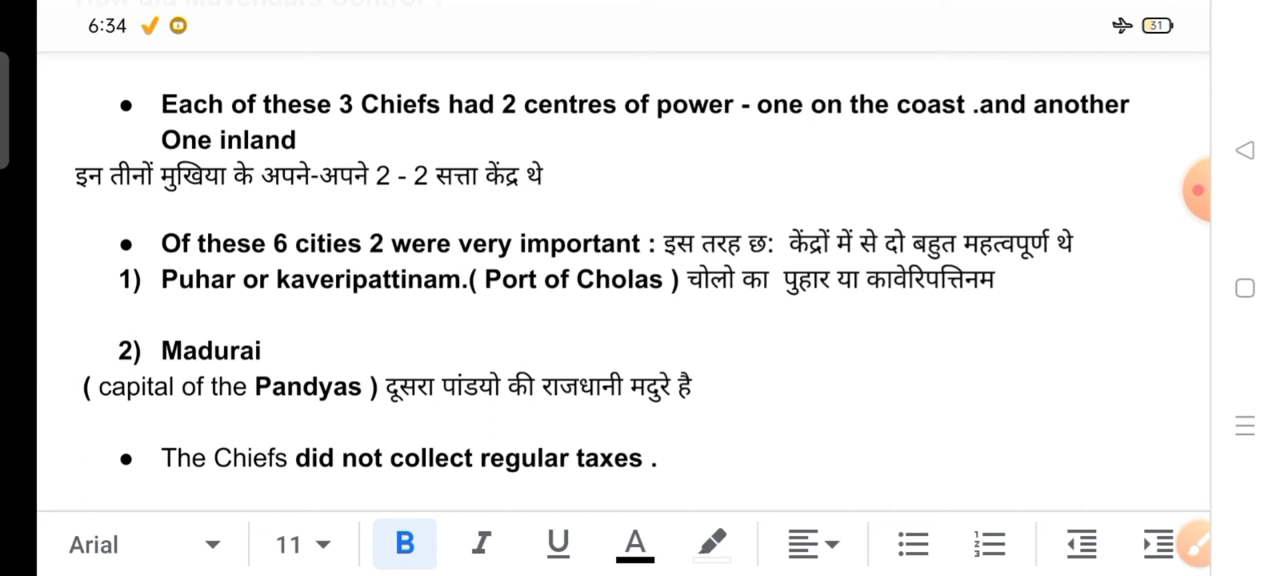 6:34
31
• Each of these 3 Chiefs had 2 centres of power - one on the coast .and another
One inland
इन तीनों मुखिया के अपने-अपने 2 - 2 सत्ता केंद्र थे
• Of these 6 cities 2 were very important : इस तरह छ: केंद्रों में से दो बहुत महत्वपूर्ण थे
1) Puhar or kaveripattinam.( Port of Cholas ) चोलो का पुहार या कावेरिपत्तिनम
2) Madurai
( capital of the Pandyas ) दूसरा पांडयो की राजधानी मदुरे है
• The Chiefs did not collect regular taxes .
Arial 11 B I U A